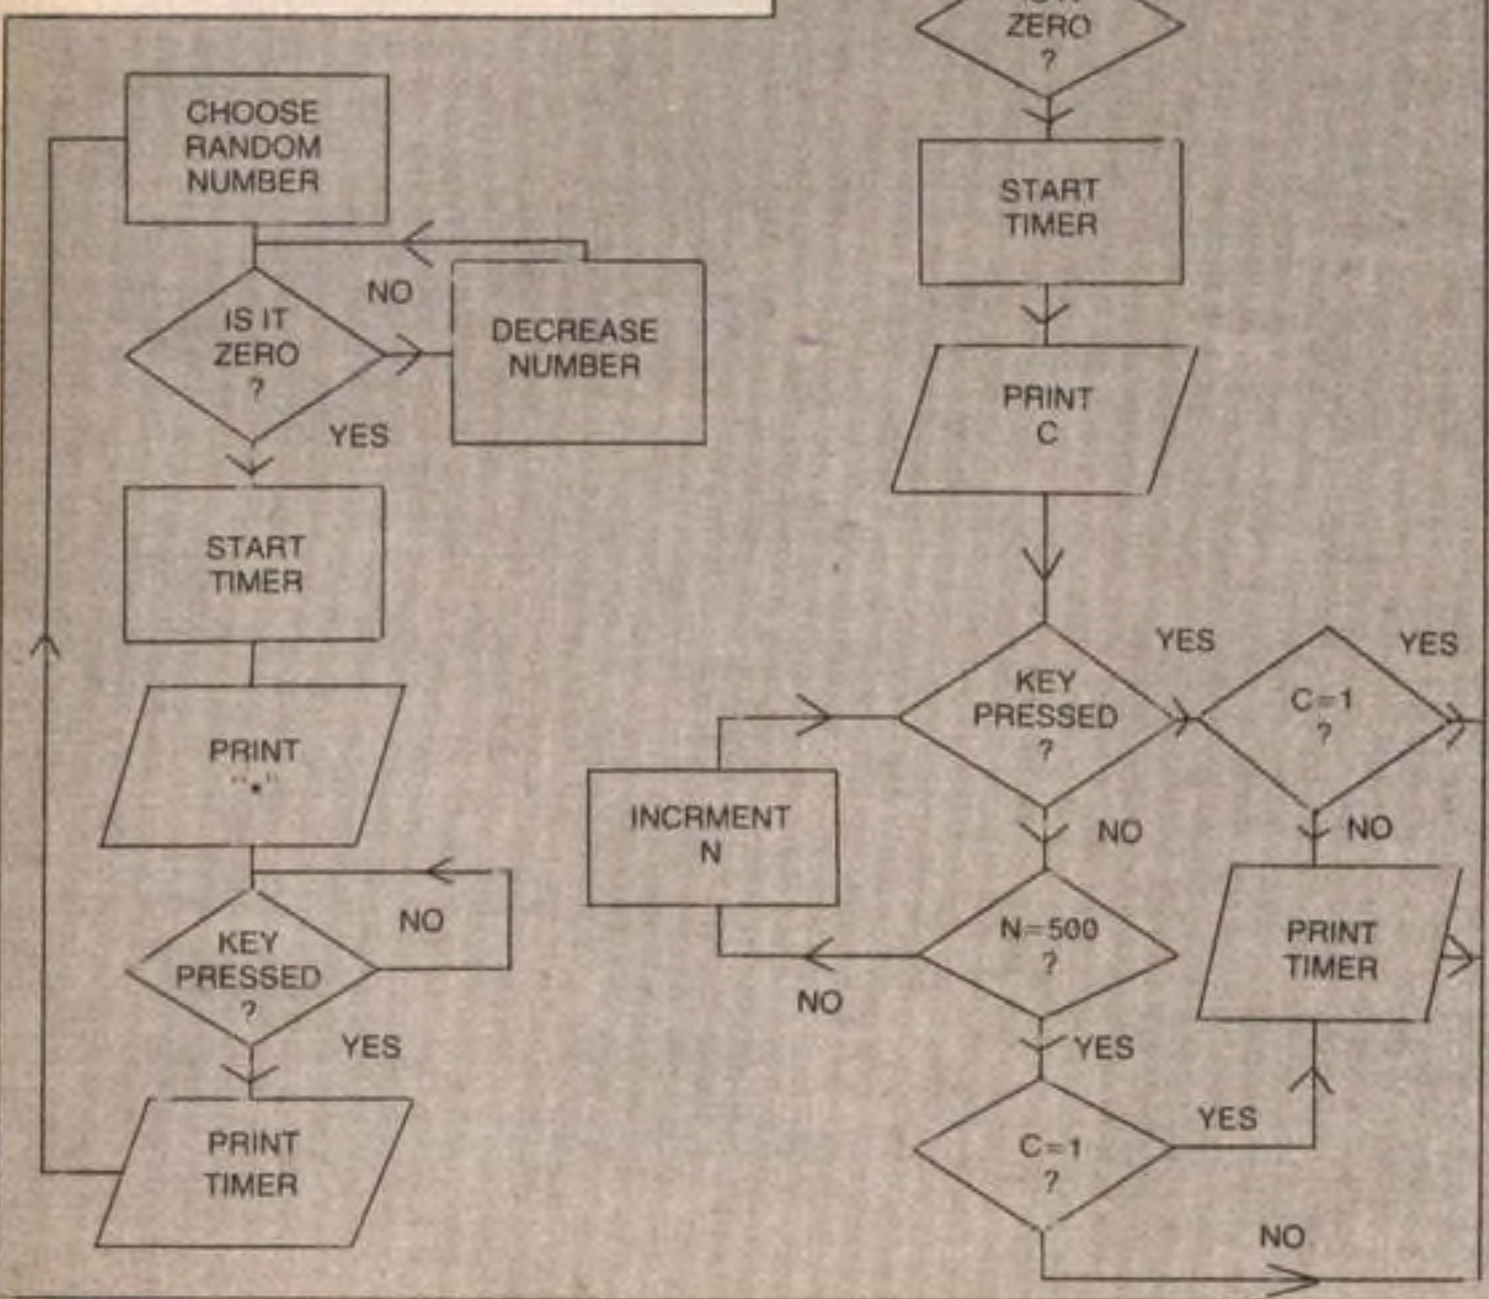 CHOOSE
RANDOM
NUMBER
NO
IS IT
ZERO
?
DECREASE
NUMBER
YES
START
TIMER
PRINT
"*"
NO
KEY
PRESSED
?
YES
PRINT
TIMER
ZERO
?
START
TIMER
PRINT
C
KEY
PRESSED
?
YES
C=1
?
YES
INCRMENT
N
NO
NO
N=500
?
NO
PRINT
TIMER
YES
C=1
?
YES
NO